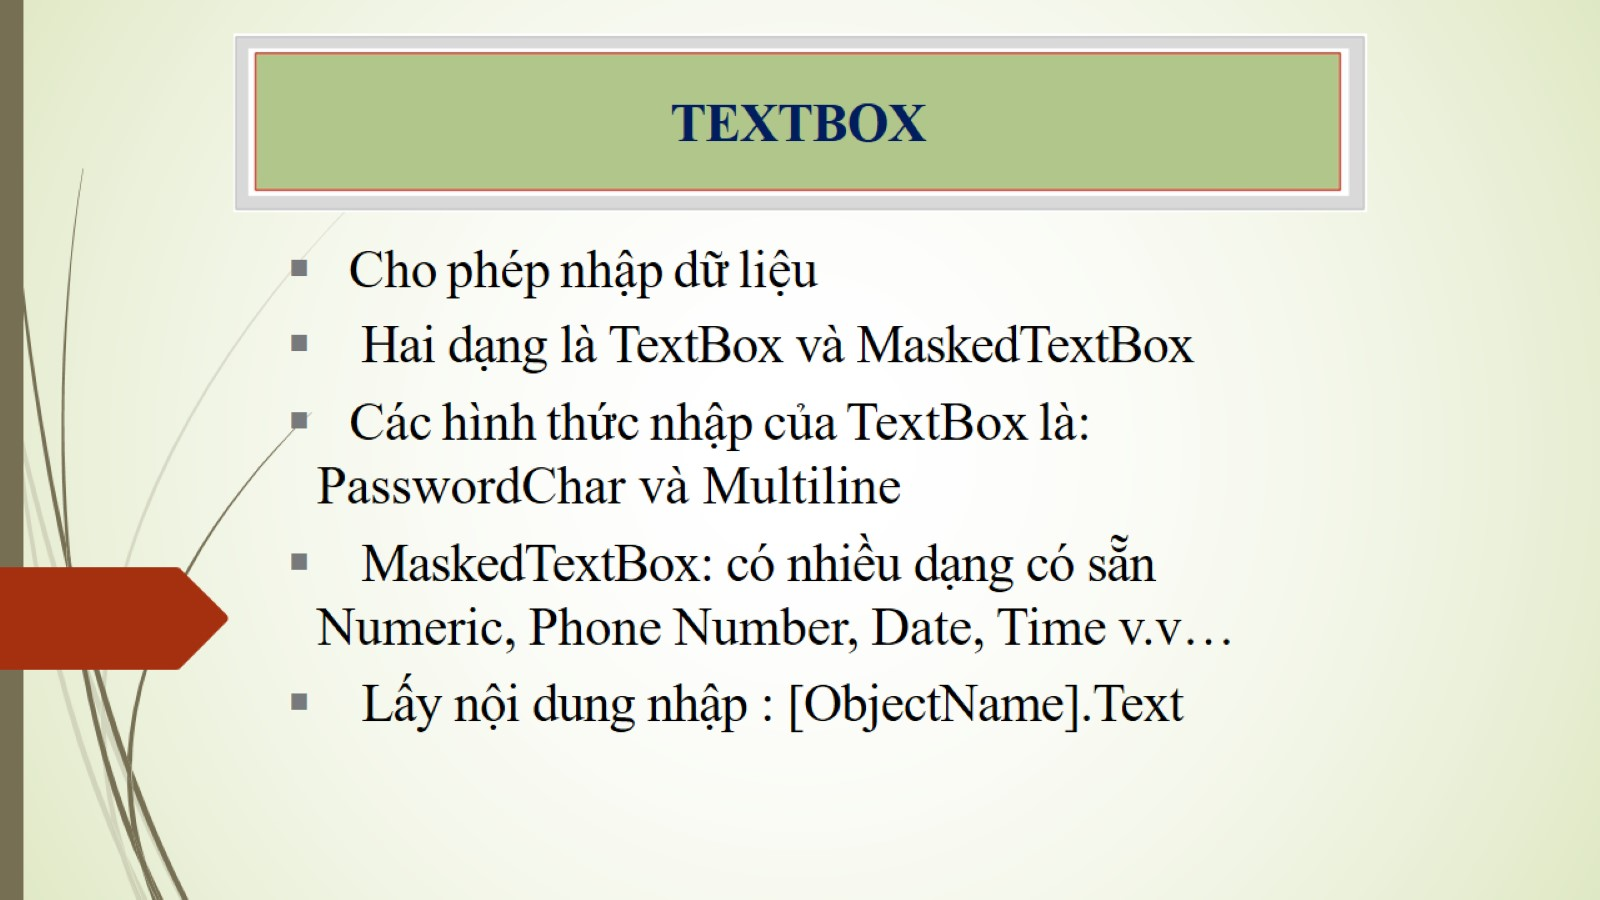 TEXTBOX
Cho phép nhập dữ liệu
Hai dạng là TextBox và MaskedTextBox
Các hình thức nhập của TextBox là:
PasswordChar và Multiline
MaskedTextBox: có nhiều dạng có sẵn
Numeric, Phone Number, Date, Time v.v…
Lấy nội dung nhập : [ObjectName].Text